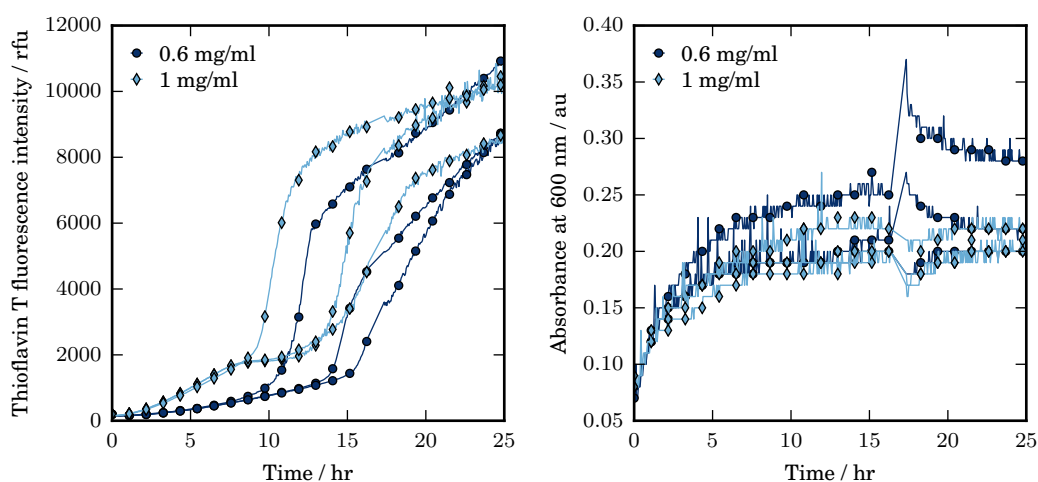 Thioflavin T fluorescence intensity / rfu
12000
10000
8000
6000
4000
2000
0
0.6 mg/ml
1 mg/ml
0 5 10 15 20 25
Time / hr
Absorbance at 600 nm / au
0.40
0.35
0.30
0.25
0.20
0.15
0.10
0.05
0.6 mg/ml
1 mg/ml
0 5 10 15 20 25
Time / hr